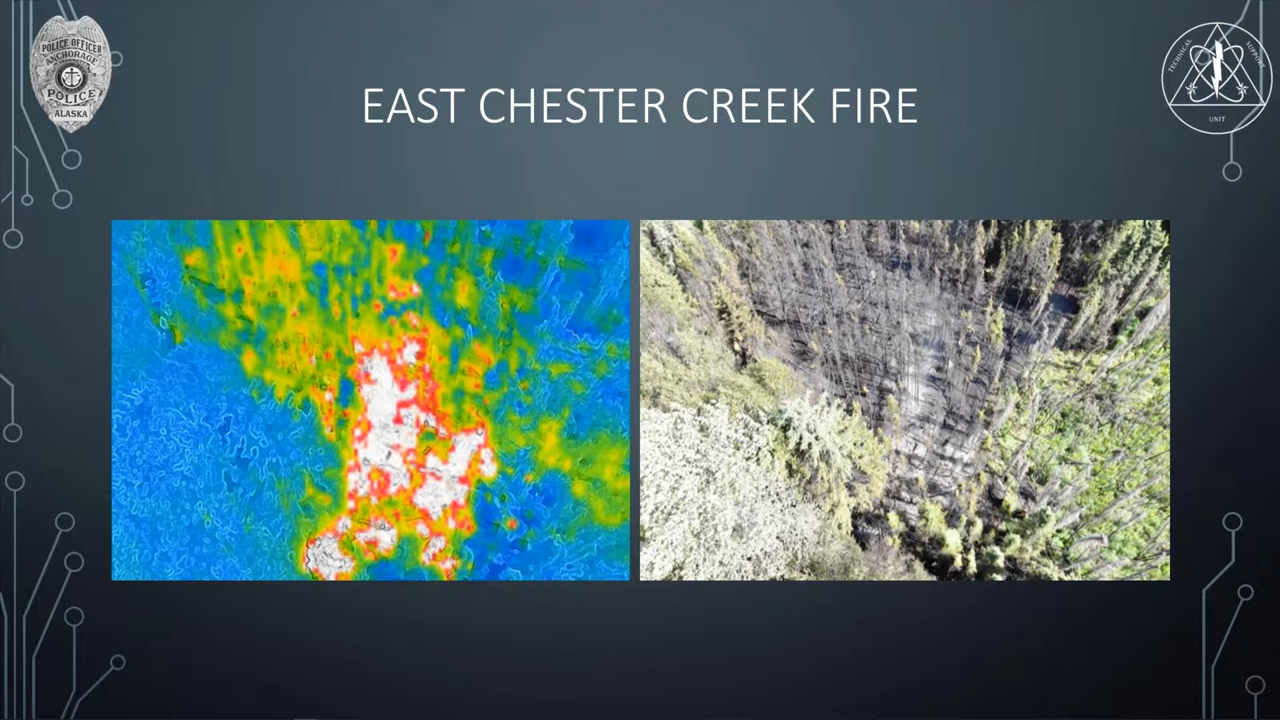 POLICE OFFICER
ANCHORAGE
POLICE
ALASKA
EAST CHESTER CREEK FIRE
TECHNICAL SUPPORT
UNIT